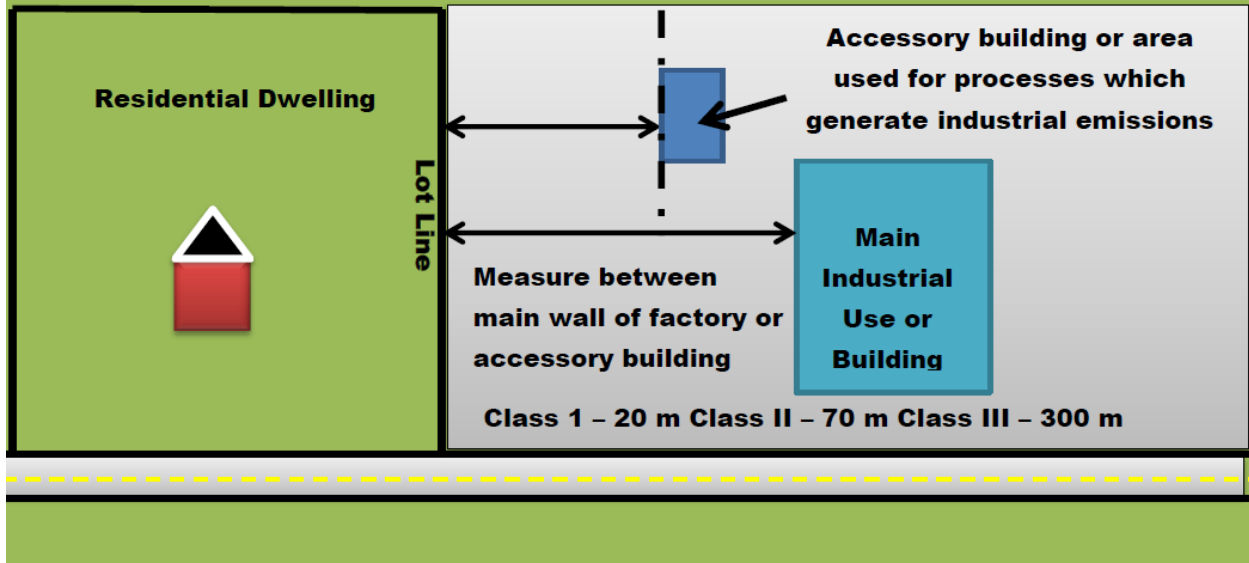 Residential Dwelling
Accessory building or area
used for processes which
generate industrial emissions
Lot Line
Measure between
main wall of factory or
accessory building
Main
Industrial
Use or
Building
Class 1 – 20 m Class II – 70 m Class III – 300 m